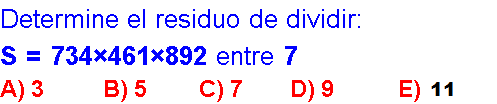 Determine el residuo de dividir:
S = 734×461×892 entre 7
A) 3 B) 5 C) 7 D) 9 E) 11